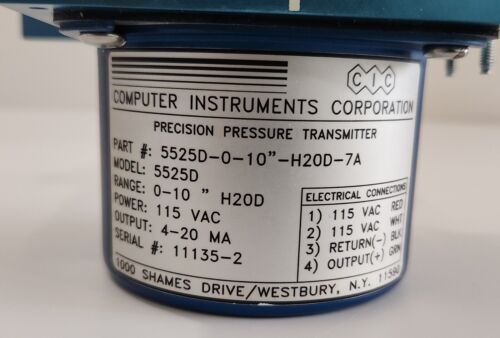 CIC
COMPUTER INSTRUMENTS CORPORATION
PRECISION PRESSURE TRANSMITTER
PART #: 5525D-0-10"-H20D-7A
MODEL: 5525D
RANGE: 0-10 " H20D
POWER: 115 VAC
OUTPUT: 4-20 MA
SERIAL #: 11135-2
ELECTRICAL CONNECTIONS
1) 115 VAC RED
2) 115 VAC WHT
3) RETURN(-) BLK
4) OUTPUT(+) GRN
1000 SHAMES DRIVE/WESTBURY, N.Y. 11590